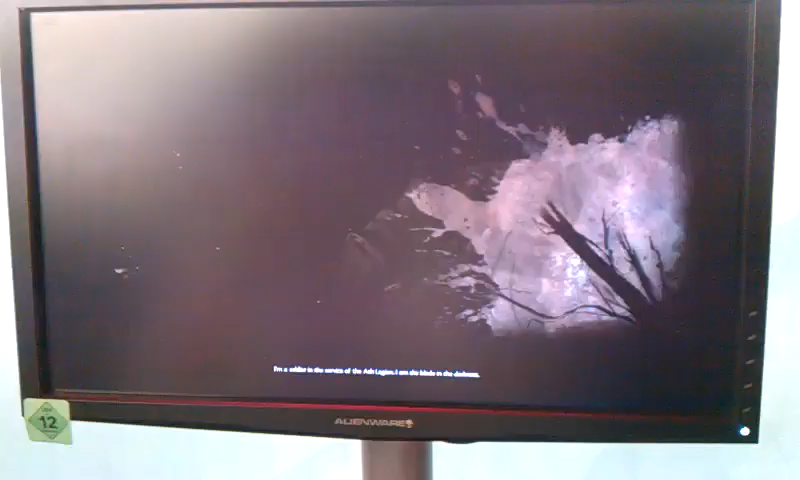 I'm a soldier in the service of the Ash Legion. I am the blade in the darkness.
ALIENWARE
12